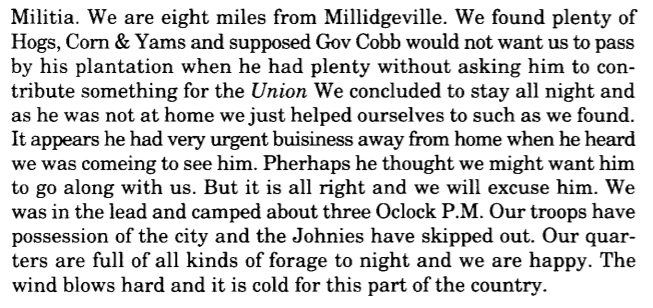 Militia. We are eight miles from Millidgeville. We found plenty of
Hogs, Corn & Yams and supposed Gov Cobb would not want us to pass
by his plantation when he had plenty without asking him to con-
tribute something for the Union We concluded to stay all night and
as he was not at home we just helped ourselves to such as we found.
It appears he had very urgent buisiness away from home when he heard
we was comeing to see him. Pherhaps he thought we might want him
to go along with us. But it is all right and we will excuse him. We
was in the lead and camped about three Oclock P.M. Our troops have
possession of the city and the Johnies have skipped out. Our quar-
ters are full of all kinds of forage to night and we are happy. The
wind blows hard and it is cold for this part of the country.